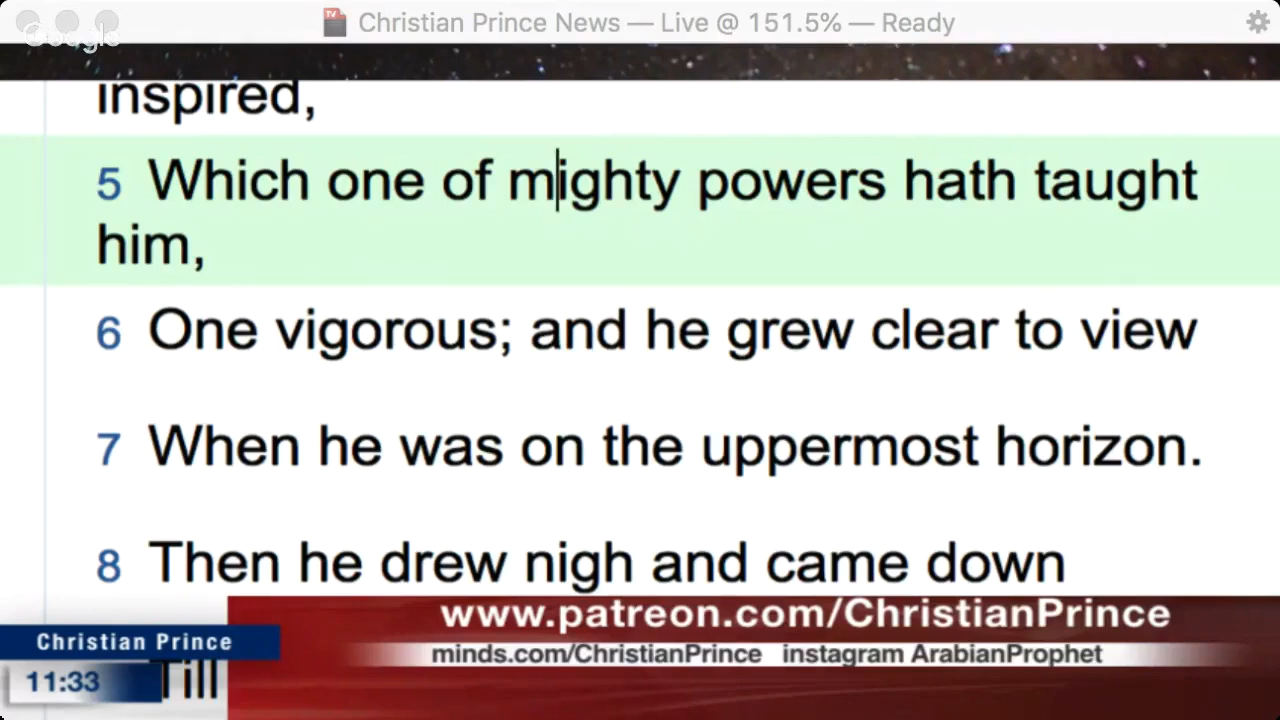 Christian Prince News — Live @ 151.5% — Ready
Google
inspired,
5 Which one of mighty powers hath taught
him,
6 One vigorous; and he grew clear to view
7 When he was on the uppermost horizon.
8 Then he drew nigh and came down
www.patreon.com/ChristianPrince
Christian Prince
minds.com/ChristianPrince instagram ArabianProphet
11:33
Till